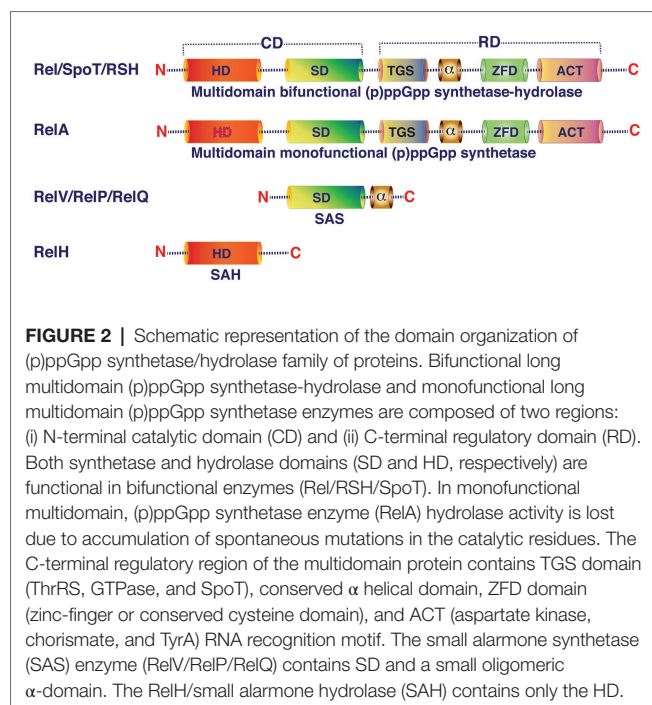 CD RD
Rel/SpoT/RSH N HD SD TGS α ZFD ACT C
Multidomain bifunctional (p)ppGpp synthetase-hydrolase
RelA N HD SD TGS α ZFD ACT C
Multidomain monofunctional (p)ppGpp synthetase
RelV/RelP/RelQ N SD α C
SAS
RelH N HD C
SAH
FIGURE 2 | Schematic representation of the domain organization of
(p)ppGpp synthetase/hydrolase family of proteins. Bifunctional long
multidomain (p)ppGpp synthetase-hydrolase and monofunctional long
multidomain (p)ppGpp synthetase enzymes are composed of two regions:
(i) N-terminal catalytic domain (CD) and (ii) C-terminal regulatory domain (RD).
Both synthetase and hydrolase domains (SD and HD, respectively) are
functional in bifunctional enzymes (Rel/RSH/SpoT). In monofunctional
multidomain, (p)ppGpp synthetase enzyme (RelA) hydrolase activity is lost
due to accumulation of spontaneous mutations in the catalytic residues. The
C-terminal regulatory region of the multidomain protein contains TGS domain
(ThrRS, GTPase, and SpoT), conserved α helical domain, ZFD domain
(zinc-finger or conserved cysteine domain), and ACT (aspartate kinase,
chorismate, and TyrA) RNA recognition motif. The small alarmone synthetase
(SAS) enzyme (RelV/RelP/RelQ) contains SD and a small oligomeric
α-domain. The RelH/small alarmone hydrolase (SAH) contains only the HD.